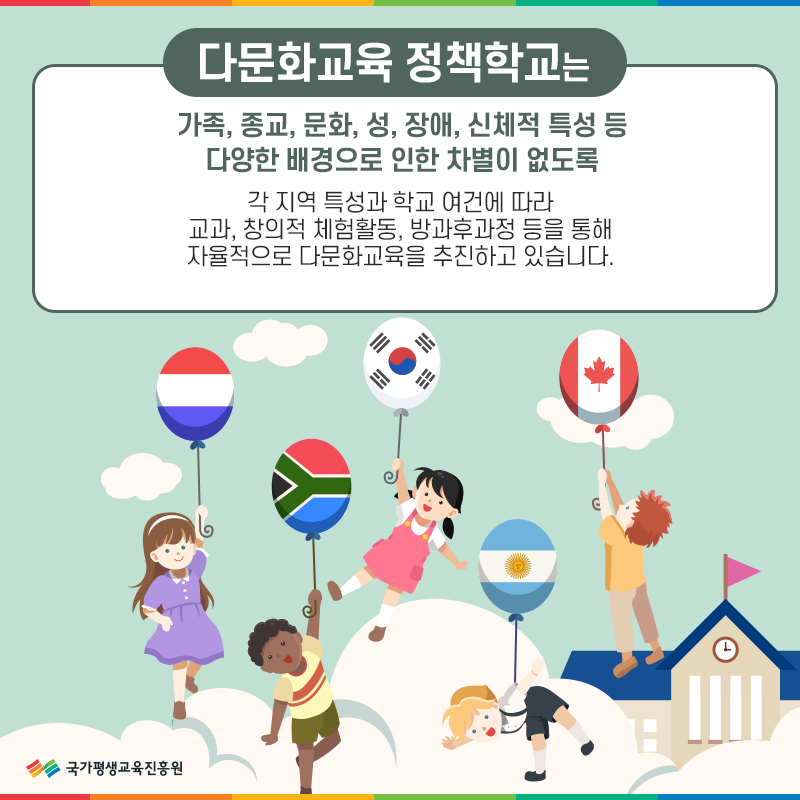 다문화교육 정책학교는
가족, 종교, 문화, 성, 장애, 신체적 특성 등
다양한 배경으로 인한 차별이 없도록
각 지역 특성과 학교 여건에 따라
교과, 창의적 체험활동, 방과후과정 등을 통해
자율적으로 다문화교육을 추진하고 있습니다.
국가평생교육진흥원